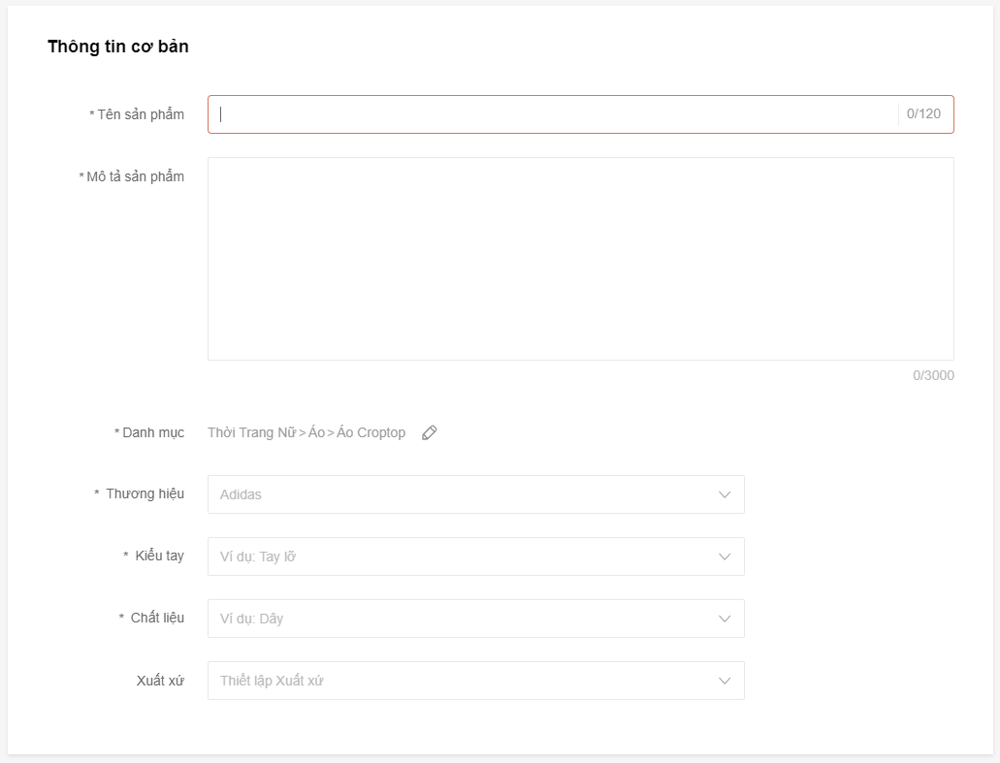 Thông tin cơ bản
* Tên sản phẩm
0/120
* Mô tả sản phẩm
0/3000
* Danh mục Thời Trang Nữ > Áo > Áo Croptop
* Thương hiệu Adidas
* Kiểu tay Ví dụ: Tay lỡ
* Chất liệu Ví dụ: Dây
Xuất xứ Thiết lập Xuất xứ